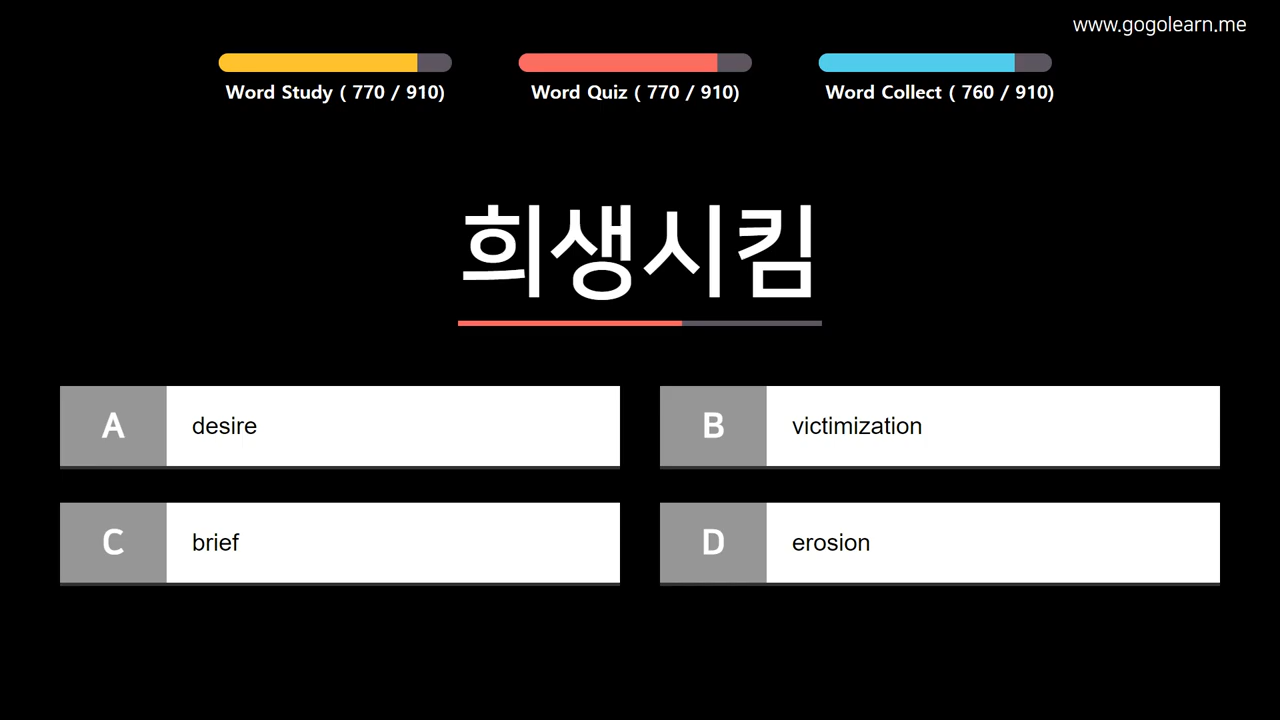 www.gogolearn.me
Word Study ( 770 / 910)
Word Quiz ( 770 / 910)
Word Collect ( 760 / 910)
희생시킴
A desire
B victimization
C brief
D erosion